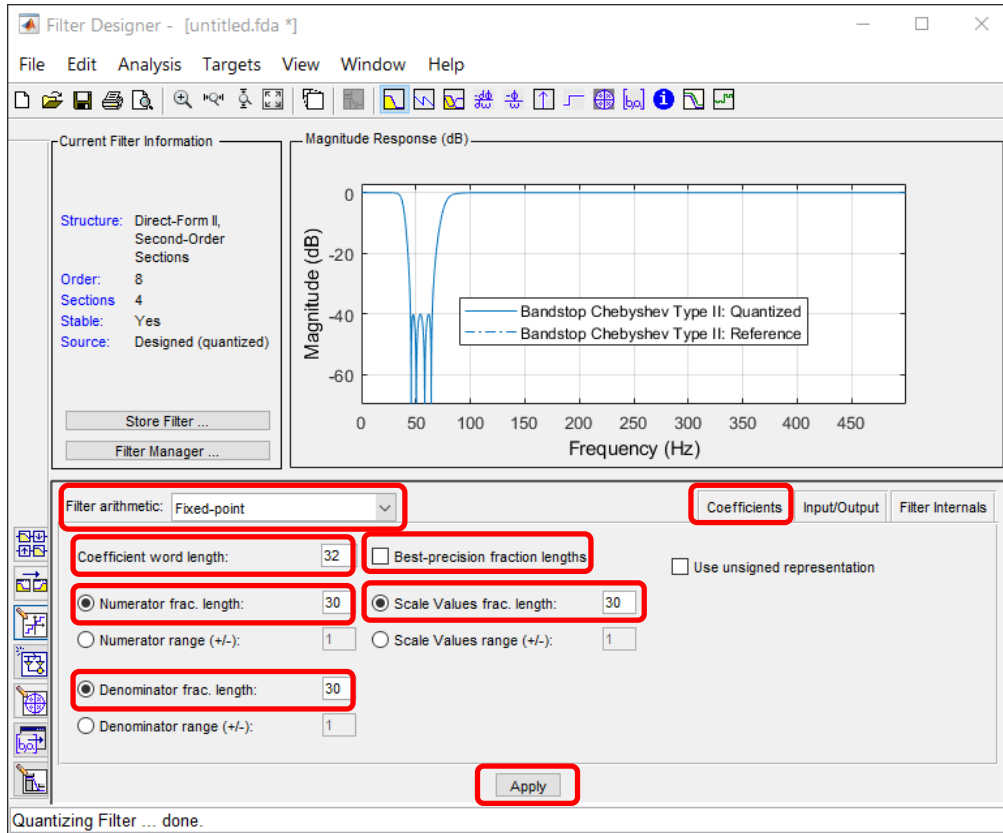 Filter Designer - [untitled.fda *]
File Edit Analysis Targets View Window Help
Current Filter Information
Structure: Direct-Form II,
Second-Order
Sections
Order: 8
Sections 4
Stable: Yes
Source: Designed (quantized)
Store Filter ...
Filter Manager ...
Magnitude Response (dB)
Magnitude (dB)
0
-20
-40
-60
Bandstop Chebyshev Type II: Quantized
Bandstop Chebyshev Type II: Reference
0 50 100 150 200 250 300 350 400 450
Frequency (Hz)
Filter arithmetic: Fixed-point
Coefficients Input/Output Filter Internals
Coefficient word length: 32 Best-precision fraction lengths
Use unsigned representation
Numerator frac. length: 30 Scale Values frac. length: 30
Numerator range (+/-): 1 Scale Values range (+/-): 1
Denominator frac. length: 30
Denominator range (+/-): 1
Apply
Quantizing Filter ... done.